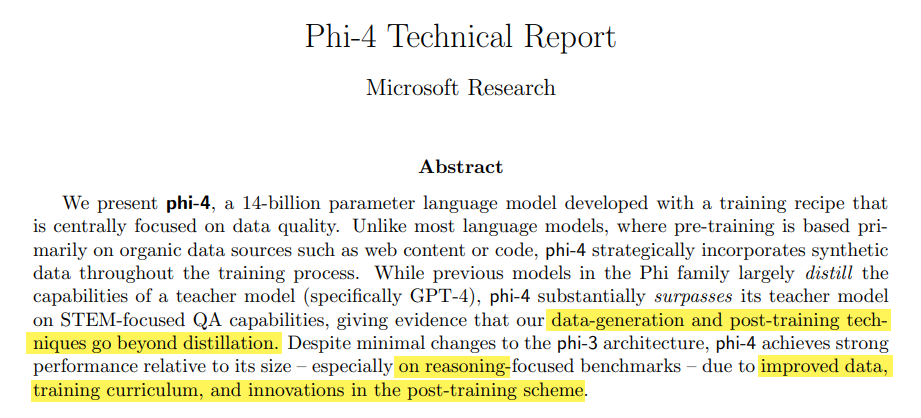 Phi-4 Technical Report
Microsoft Research
Abstract
We present phi-4, a 14-billion parameter language model developed with a training recipe that
is centrally focused on data quality. Unlike most language models, where pre-training is based pri-
marily on organic data sources such as web content or code, phi-4 strategically incorporates synthetic
data throughout the training process. While previous models in the Phi family largely distill the
capabilities of a teacher model (specifically GPT-4), phi-4 substantially surpasses its teacher model
on STEM-focused QA capabilities, giving evidence that our data-generation and post-training tech-
niques go beyond distillation. Despite minimal changes to the phi-3 architecture, phi-4 achieves strong
performance relative to its size – especially on reasoning-focused benchmarks – due to improved data,
training curriculum, and innovations in the post-training scheme.